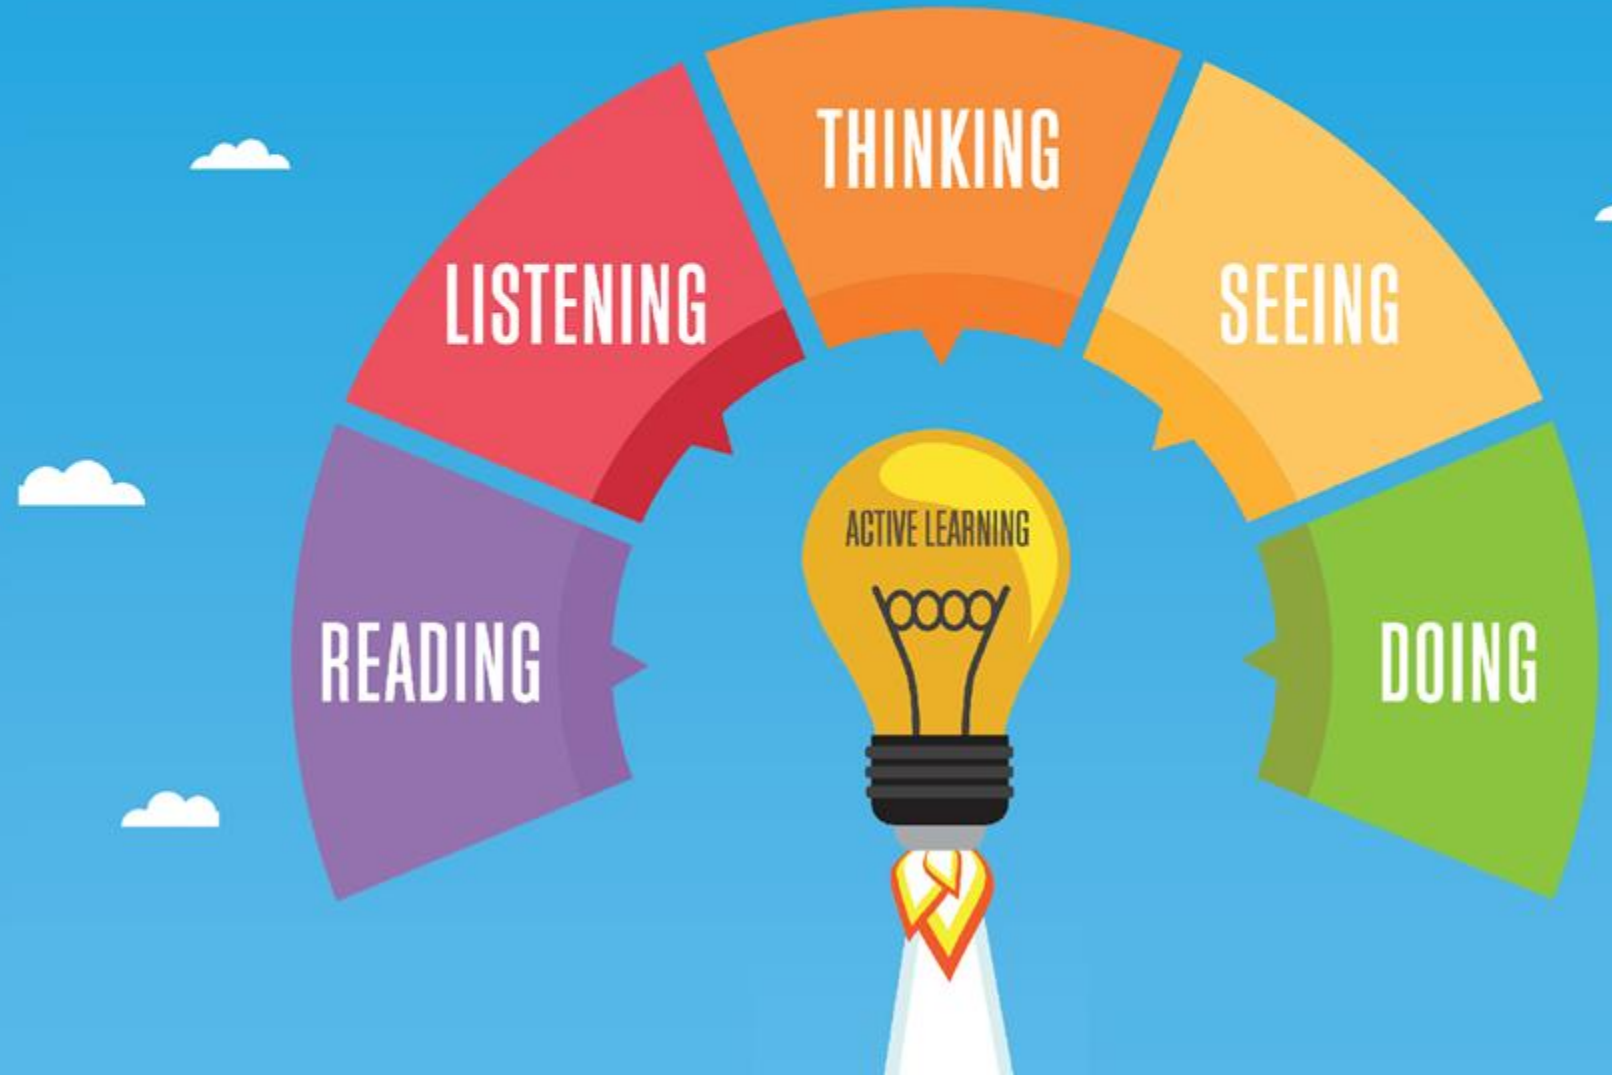 READING
LISTENING
THINKING
SEEING
DOING
ACTIVE LEARNING